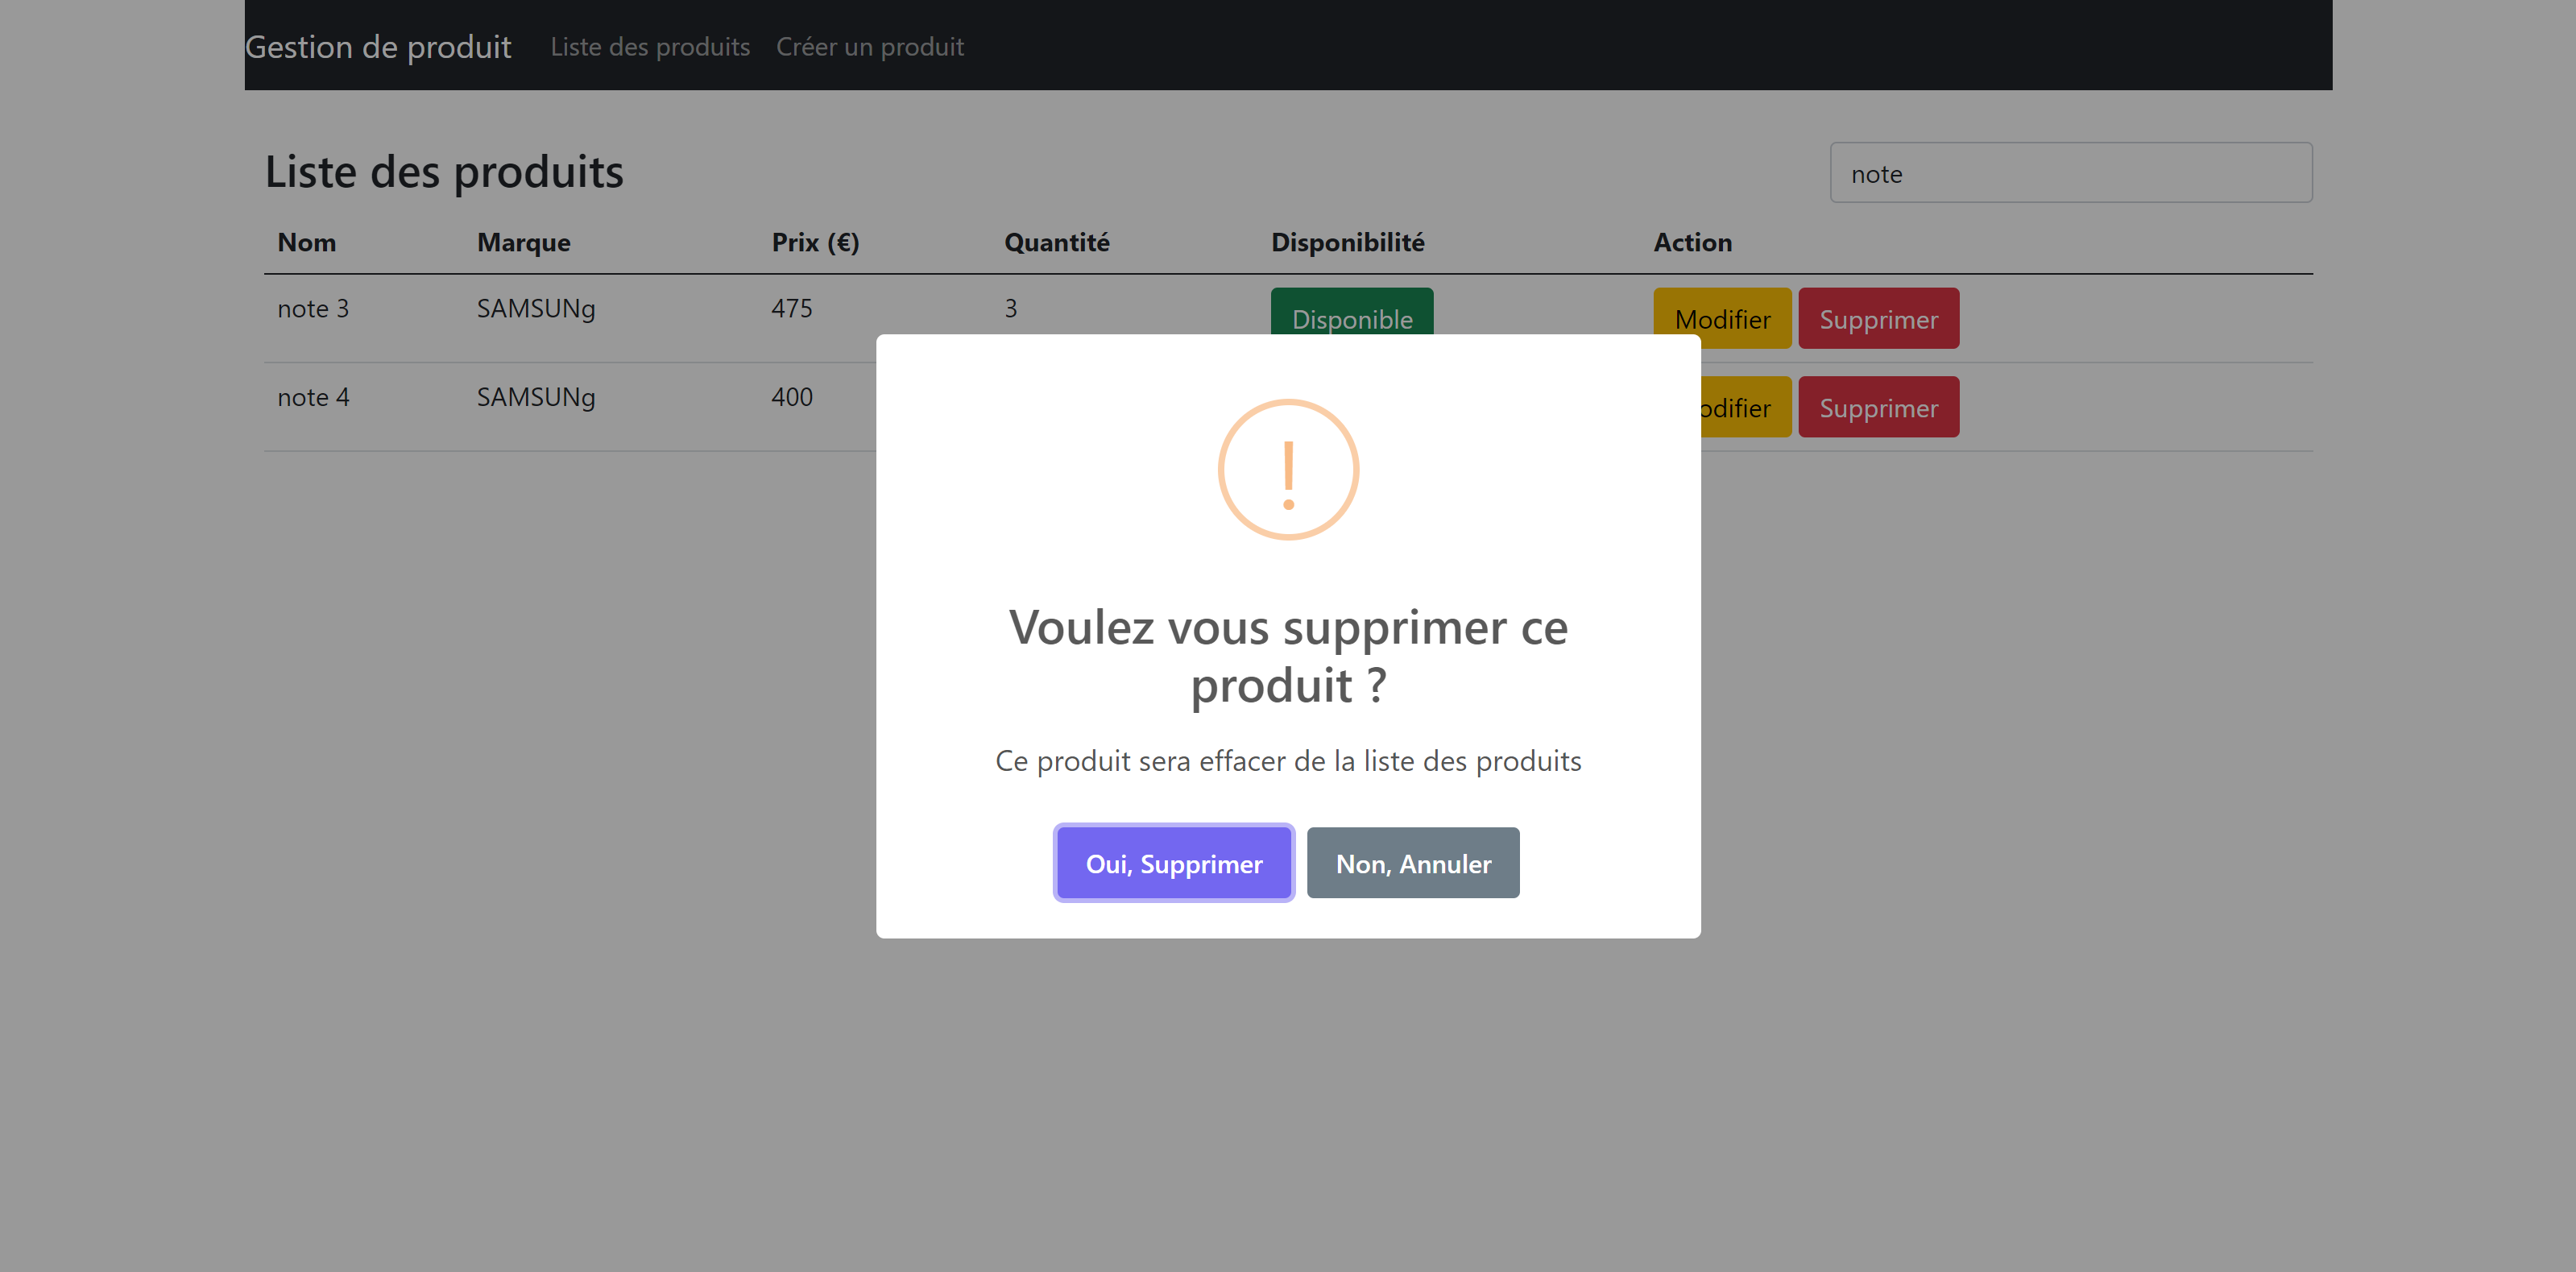 Gestion de produit Liste des produits Créer un produit
Liste des produits note
Nom Marque Prix (€) Quantité Disponibilité Action
note 3 SAMSUNg 475 3 Disponible Modifier Supprimer
note 4 SAMSUNg 400 odifier Supprimer
!
Voulez vous supprimer ce
produit ?
Ce produit sera effacer de la liste des produits
Oui, Supprimer Non, Annuler